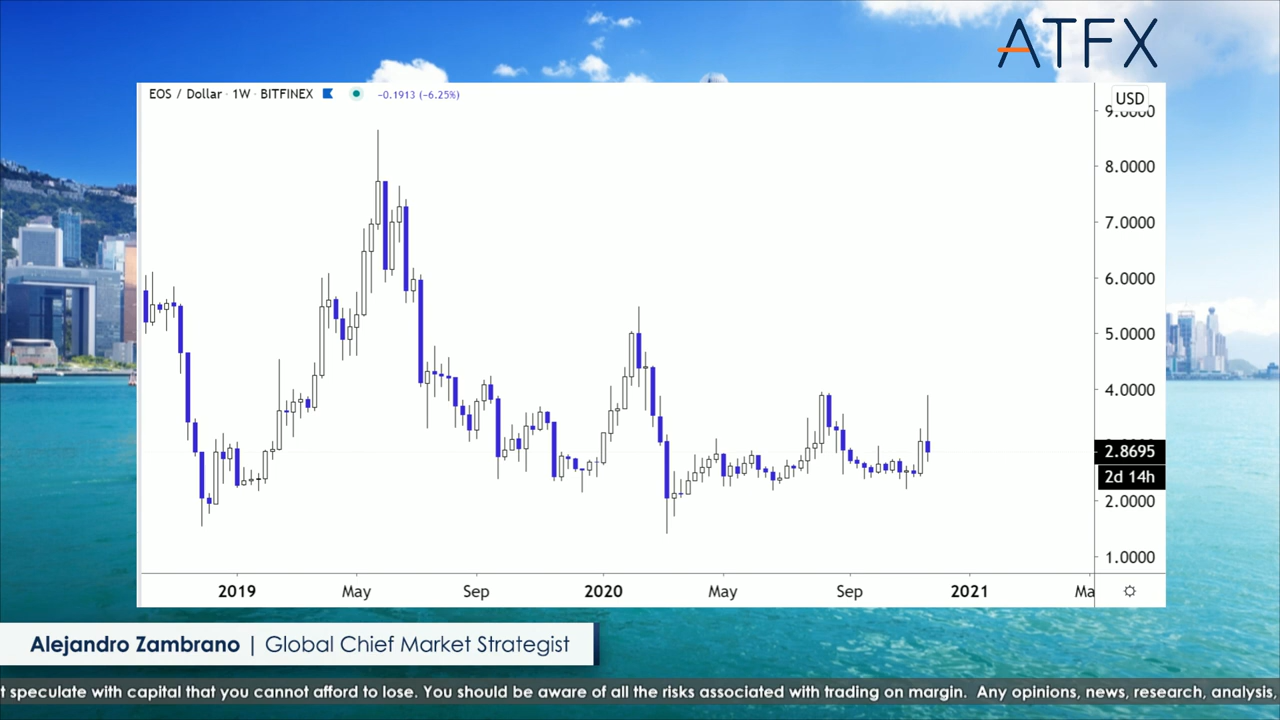 ATFX
EOS / Dollar · 1W · BITFINEX −0.1913 (−6.25%)
USD
9.0000
8.0000
7.0000
6.0000
5.0000
4.0000
2.8695
2d 14h
2.0000
1.0000
2019 May Sep 2020 May Sep 2021 Ma
Alejandro Zambrano | Global Chief Market Strategist
t speculate with capital that you cannot afford to lose. You should be aware of all the risks associated with trading on margin. Any opinions, news, research, analysis,